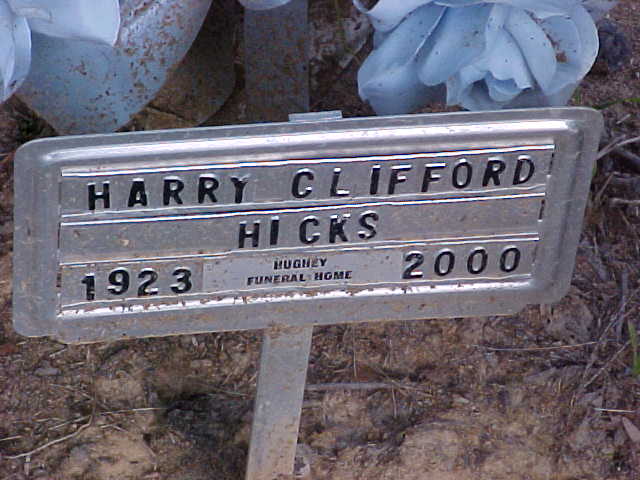 HARRY CLIFFORD
HICKS
1923 HUGHEY FUNERAL HOME 2000